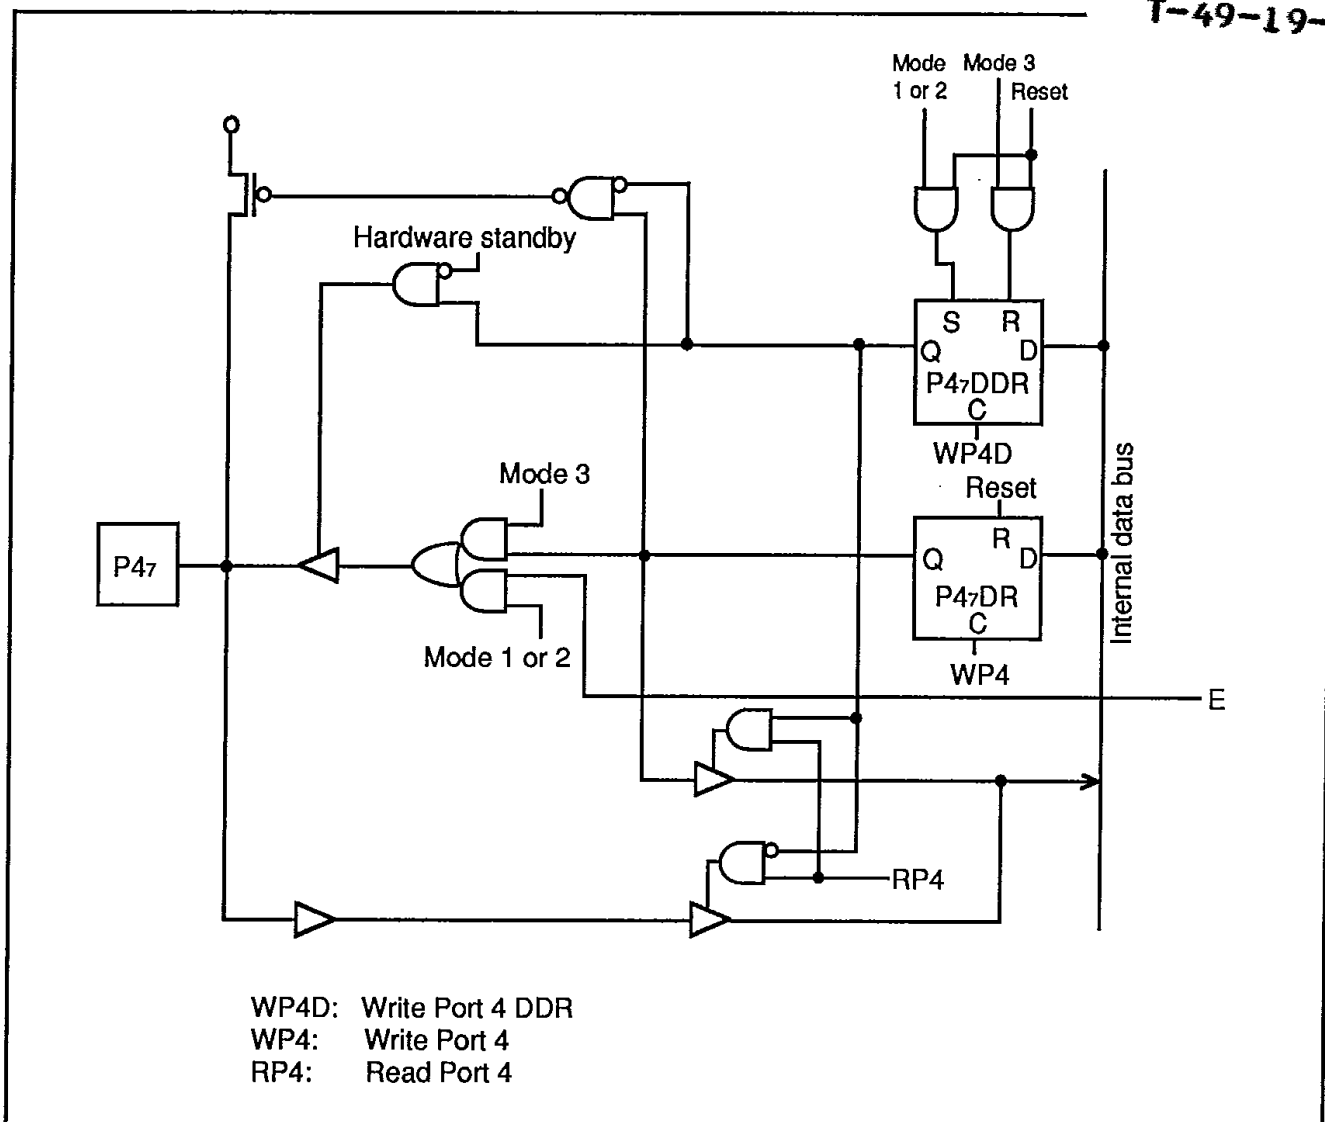 T-49-19-
Mode 1 or 2
Mode 3
Reset
Hardware standby
S R
Q D
P4₇DDR
C
WP4D
Mode 3
Reset
R
Q D
P4₇DR
C
WP4
Internal data bus
P4₇
Mode 1 or 2
E
RP4
WP4D: Write Port 4 DDR
WP4: Write Port 4
RP4: Read Port 4